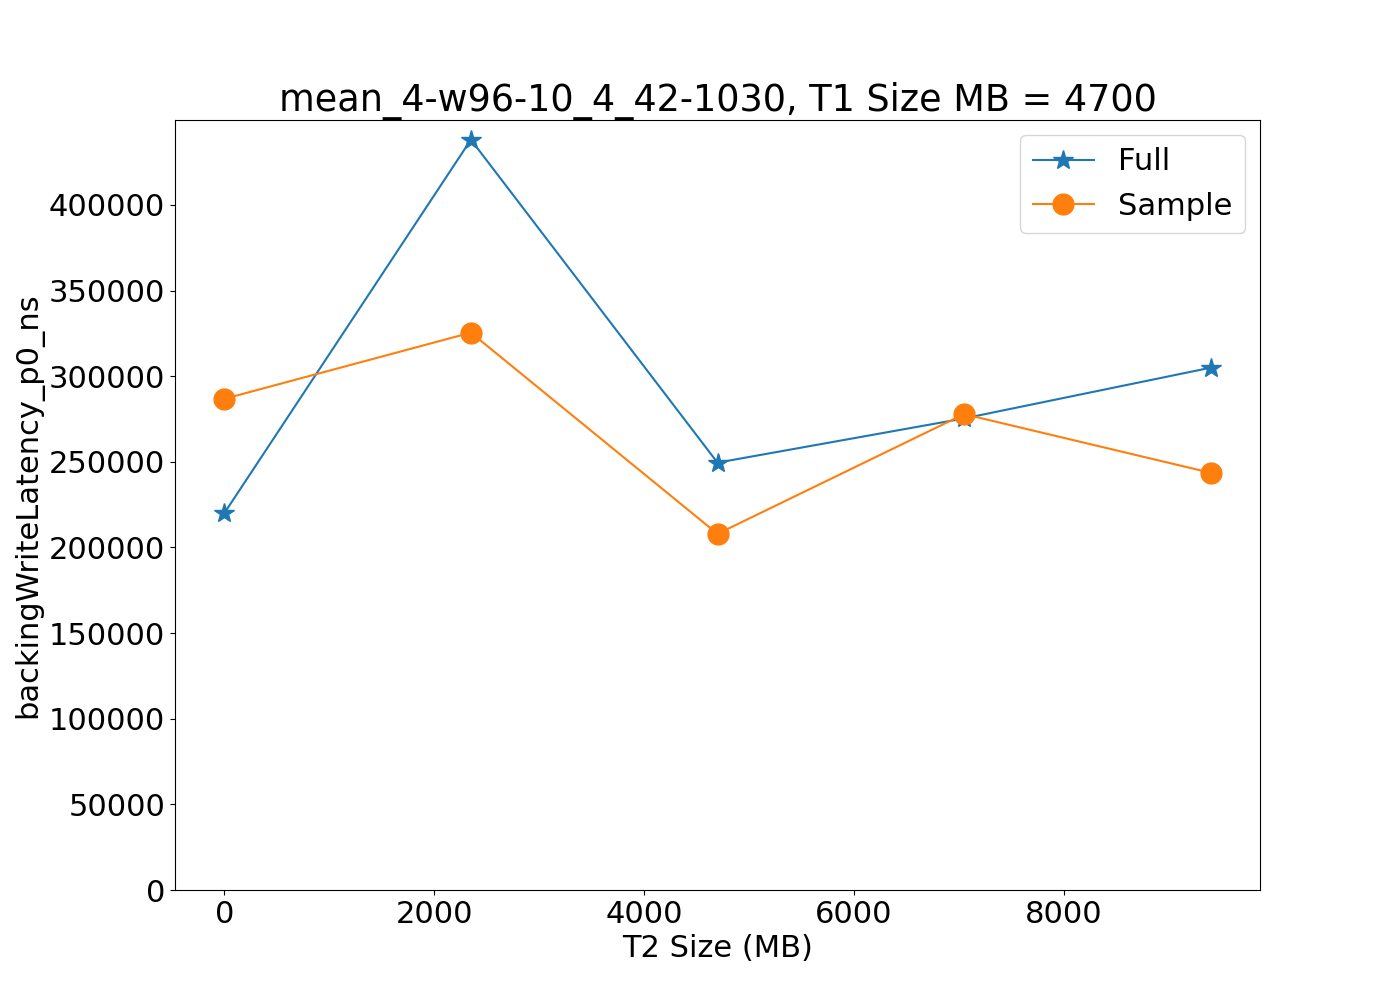 mean_4-w96-10_4_42-1030, T1 Size MB = 4700
Full
Sample
backingWriteLatency_p0_ns
400000
350000
300000
250000
200000
150000
100000
50000
0
0 2000 4000 6000 8000
T2 Size (MB)